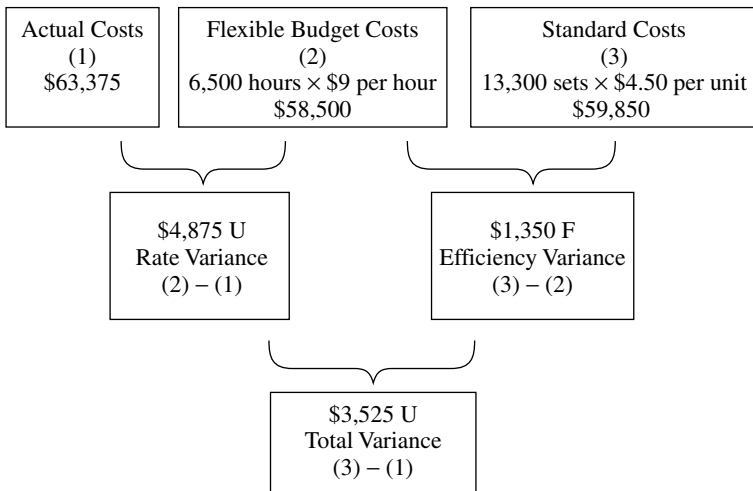 Actual Costs
(1)
$63,375
Flexible Budget Costs
(2)
6,500 hours × $9 per hour
$58,500
Standard Costs
(3)
13,300 sets × $4.50 per unit
$59,850
$4,875 U
Rate Variance
(2) − (1)
$1,350 F
Efficiency Variance
(3) − (2)
$3,525 U
Total Variance
(3) − (1)